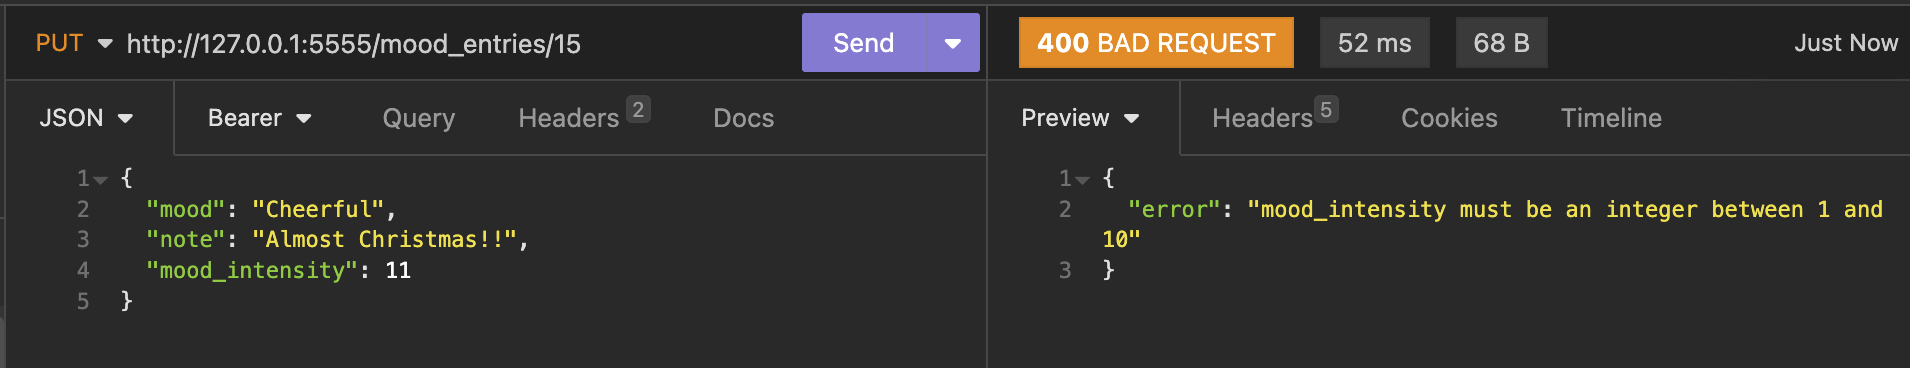 PUT http://127.0.0.1:5555/mood_entries/15 Send
400 BAD REQUEST 52 ms 68 B Just Now
JSON Bearer Query Headers 2 Docs
Preview Headers 5 Cookies Timeline
1 {
2 "mood": "Cheerful",
3 "note": "Almost Christmas!!",
4 "mood_intensity": 11
5 }
1 {
2 "error": "mood_intensity must be an integer between 1 and
10"
3 }